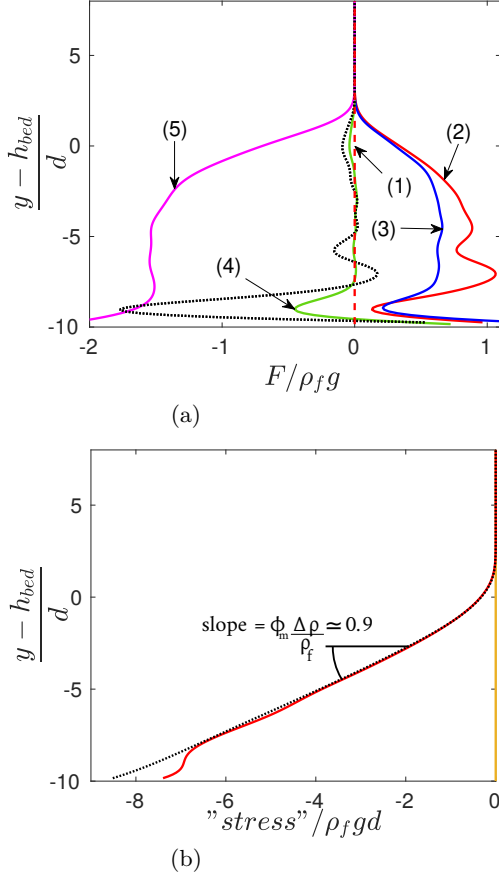 5
0
-5
-10
y − h_bed
d
(5)
(2)
(1)
(3)
(4)
-2
-1
0
1
F/ρ_f g
(a)
5
0
-5
-10
y − h_bed
d
slope = ϕ_m Δρ/ρ_f ≃ 0.9
-8
-6
-4
-2
0
"stress"/ρ_f gd
(b)